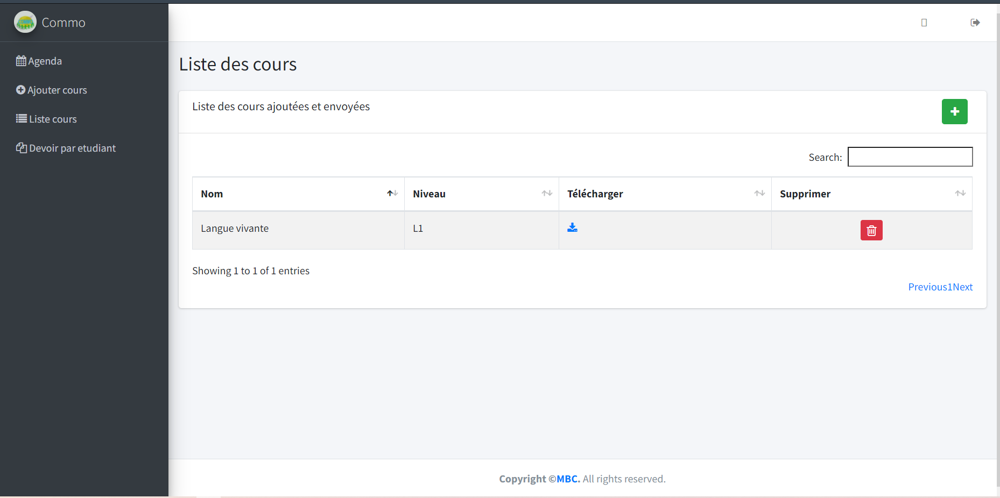 Commo
Agenda
Ajouter cours
Liste cours
Devoir par etudiant
Liste des cours
Liste des cours ajoutées et envoyées
Search:
Nom Niveau Télécharger Supprimer
Langue vivante L1
Showing 1 to 1 of 1 entries
Previous1Next
Copyright ©MBC. All rights reserved.